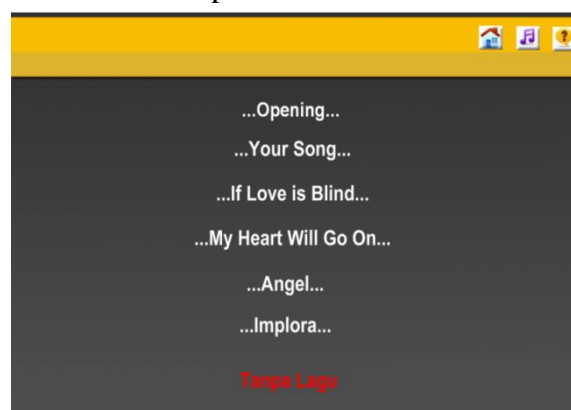 ...Opening...
...Your Song...
...If Love is Blind...
...My Heart Will Go On...
...Angel...
...Implora...
Tanpa Lagu